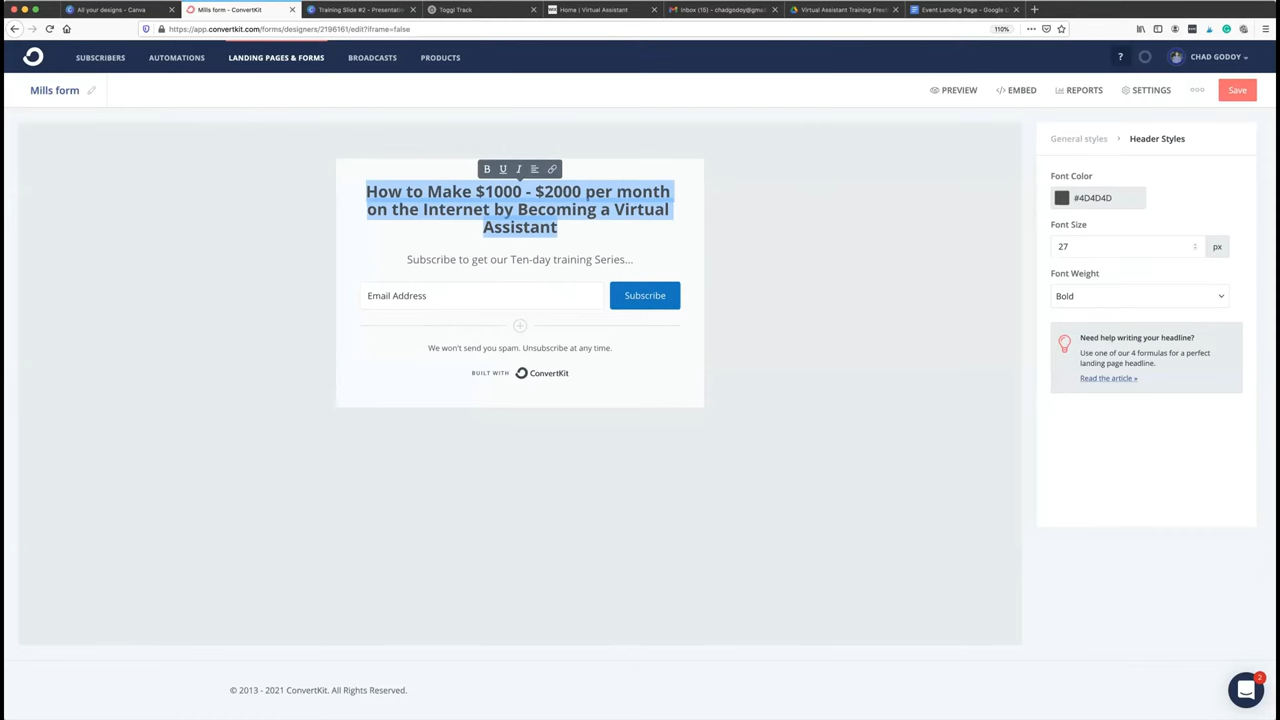 All your designs - Canva
Mills form - ConvertKit
Training Slide #2 - Presentatio
Toggl Track
Home | Virtual Assistant
Inbox (15) - chadgodoy@gmai
Virtual Assistant Training Freet
Event Landing Page - Google D
https://app.convertkit.com/forms/designers/2196161/edit?iframe=false
110%
SUBSCRIBERS
AUTOMATIONS
LANDING PAGES & FORMS
BROADCASTS
PRODUCTS
?
CHAD GODOY
Mills form
PREVIEW
</> EMBED
REPORTS
SETTINGS
Save
General styles > Header Styles
B U I
How to Make $1000 - $2000 per month
on the Internet by Becoming a Virtual
Assistant
Subscribe to get our Ten-day training Series...
Email Address
Subscribe
We won't send you spam. Unsubscribe at any time.
BUILT WITH ConvertKit
Font Color
#4D4D4D
Font Size
27
px
Font Weight
Bold
Need help writing your headline?
Use one of our 4 formulas for a perfect
landing page headline.
Read the article »
© 2013 - 2021 ConvertKit. All Rights Reserved.
2